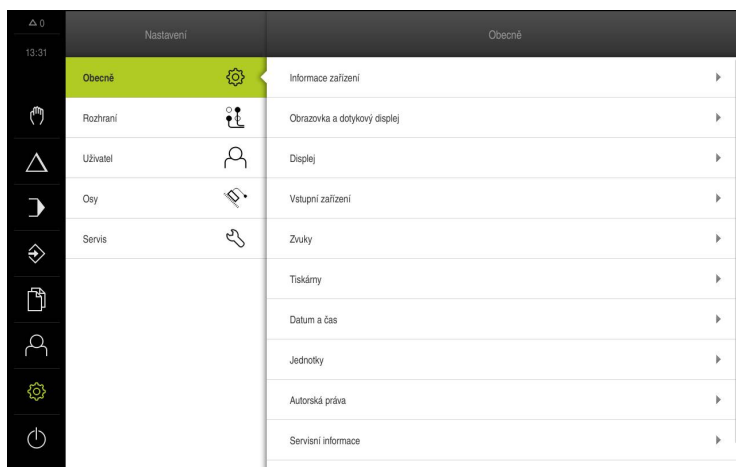 0
13:31
Nastavení
Obecné
Obecné
Rozhraní
Uživatel
Osy
Servis
Informace zařízení
Obrazovka a dotykový displej
Displej
Vstupní zařízení
Zvuky
Tiskárny
Datum a čas
Jednotky
Autorská práva
Servisní informace